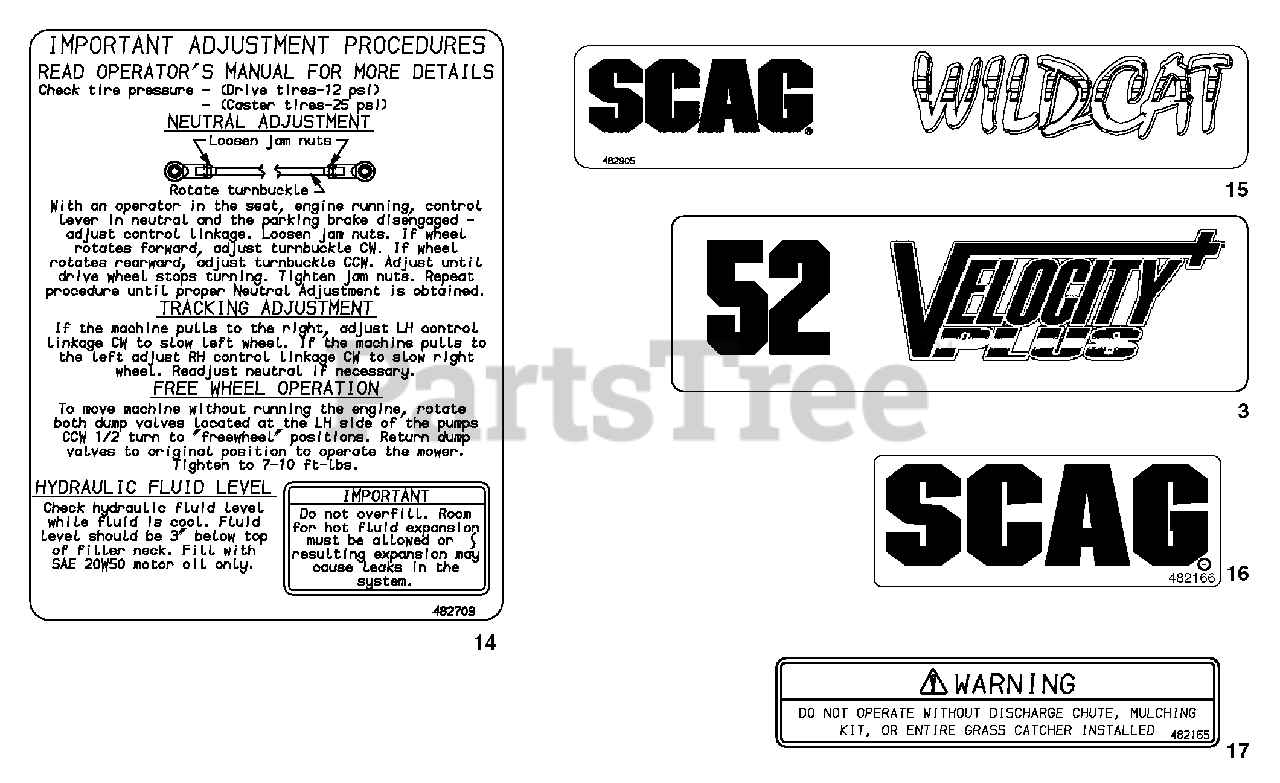 IMPORTANT ADJUSTMENT PROCEDURES
READ OPERATOR'S MANUAL FOR MORE DETAILS
Check tire pressure - (Drive tires-12 psi)
- (Caster tires-25 psi)
NEUTRAL ADJUSTMENT
Loosen jam nuts
Rotate turnbuckle
With an operator in the seat, engine running, control
lever in neutral and the parking brake disengaged -
adjust control linkage. Loosen jam nuts. If wheel
rotates forward, adjust turnbuckle CW. If wheel
rotates rearward, adjust turnbuckle CCW. Adjust until
drive wheel stops turning. Tighten jam nuts. Repeat
procedure until proper Neutral Adjustment is obtained.
TRACKING ADJUSTMENT
If the machine pulls to the right, adjust LH control
linkage CW to slow left wheel. If the machine pulls to
the left adjust RH control linkage CW to slow right
wheel. Readjust neutral if necessary.
FREE WHEEL OPERATION
To move machine without running the engine, rotate
both dump valves located at the LH side of the pumps
CCW 1/2 turn to "freewheel" positions. Return dump
valves to original position to operate the mower.
Tighten to 7-10 ft-lbs.
HYDRAULIC FLUID LEVEL
Check hydraulic fluid level
while fluid is cool. Fluid
level should be 3" below top
of filler neck. Fill with
SAE 20W50 motor oil only.
IMPORTANT
Do not overfill. Room
for hot fluid expansion
must be allowed or
resulting expansion may
cause leaks in the
system.
482709
14
SCAG®
WILDCAT
482905
15
52
VELOCITY+
PLUS
3
PartsTree
SCAG
482166
16
WARNING
DO NOT OPERATE WITHOUT DISCHARGE CHUTE, MULCHING
KIT, OR ENTIRE GRASS CATCHER INSTALLED
482165
17